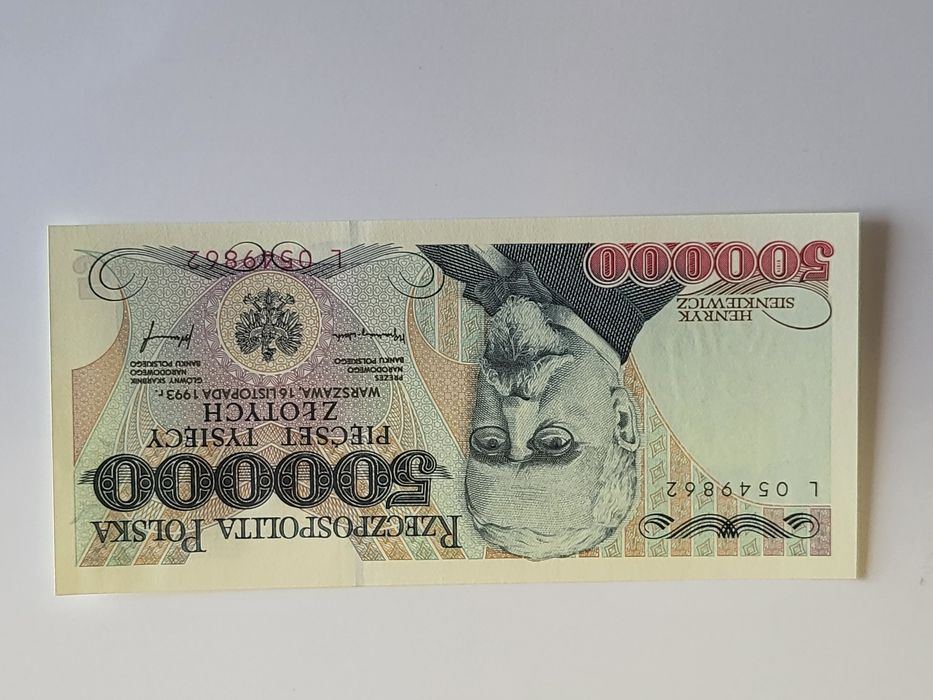 RZECZPOSPOLITA POLSKA
500000
PIĘĆSET TYSIĘCY
ZŁOTYCH
WARSZAWA, 16 LISTOPADA 1993 r.
PREZES
NARODOWEGO
BANKU POLSKIEGO
GŁÓWNY SKARBNIK
NARODOWEGO
BANKU POLSKIEGO
L 0549862
L 0549862
HENRYK
SIENKIEWICZ
500000